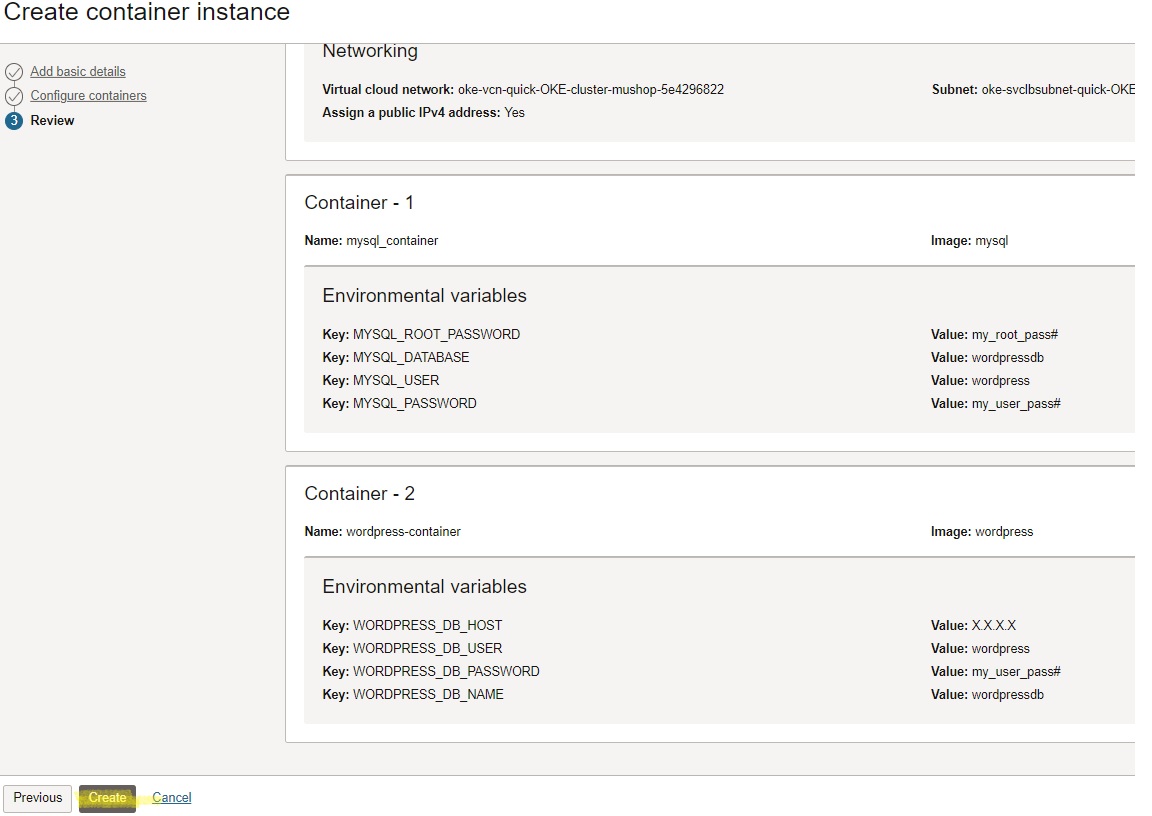 Create container instance
Add basic details
Configure containers
3 Review
Networking
Virtual cloud network: oke-vcn-quick-OKE-cluster-mushop-5e4296822 Subnet: oke-svclbsubnet-quick-OKE
Assign a public IPv4 address: Yes
Container - 1
Name: mysql_container Image: mysql
Environmental variables
Key: MYSQL_ROOT_PASSWORD Value: my_root_pass#
Key: MYSQL_DATABASE Value: wordpressdb
Key: MYSQL_USER Value: wordpress
Key: MYSQL_PASSWORD Value: my_user_pass#
Container - 2
Name: wordpress-container Image: wordpress
Environmental variables
Key: WORDPRESS_DB_HOST Value: X.X.X.X
Key: WORDPRESS_DB_USER Value: wordpress
Key: WORDPRESS_DB_PASSWORD Value: my_user_pass#
Key: WORDPRESS_DB_NAME Value: wordpressdb
Previous Create Cancel